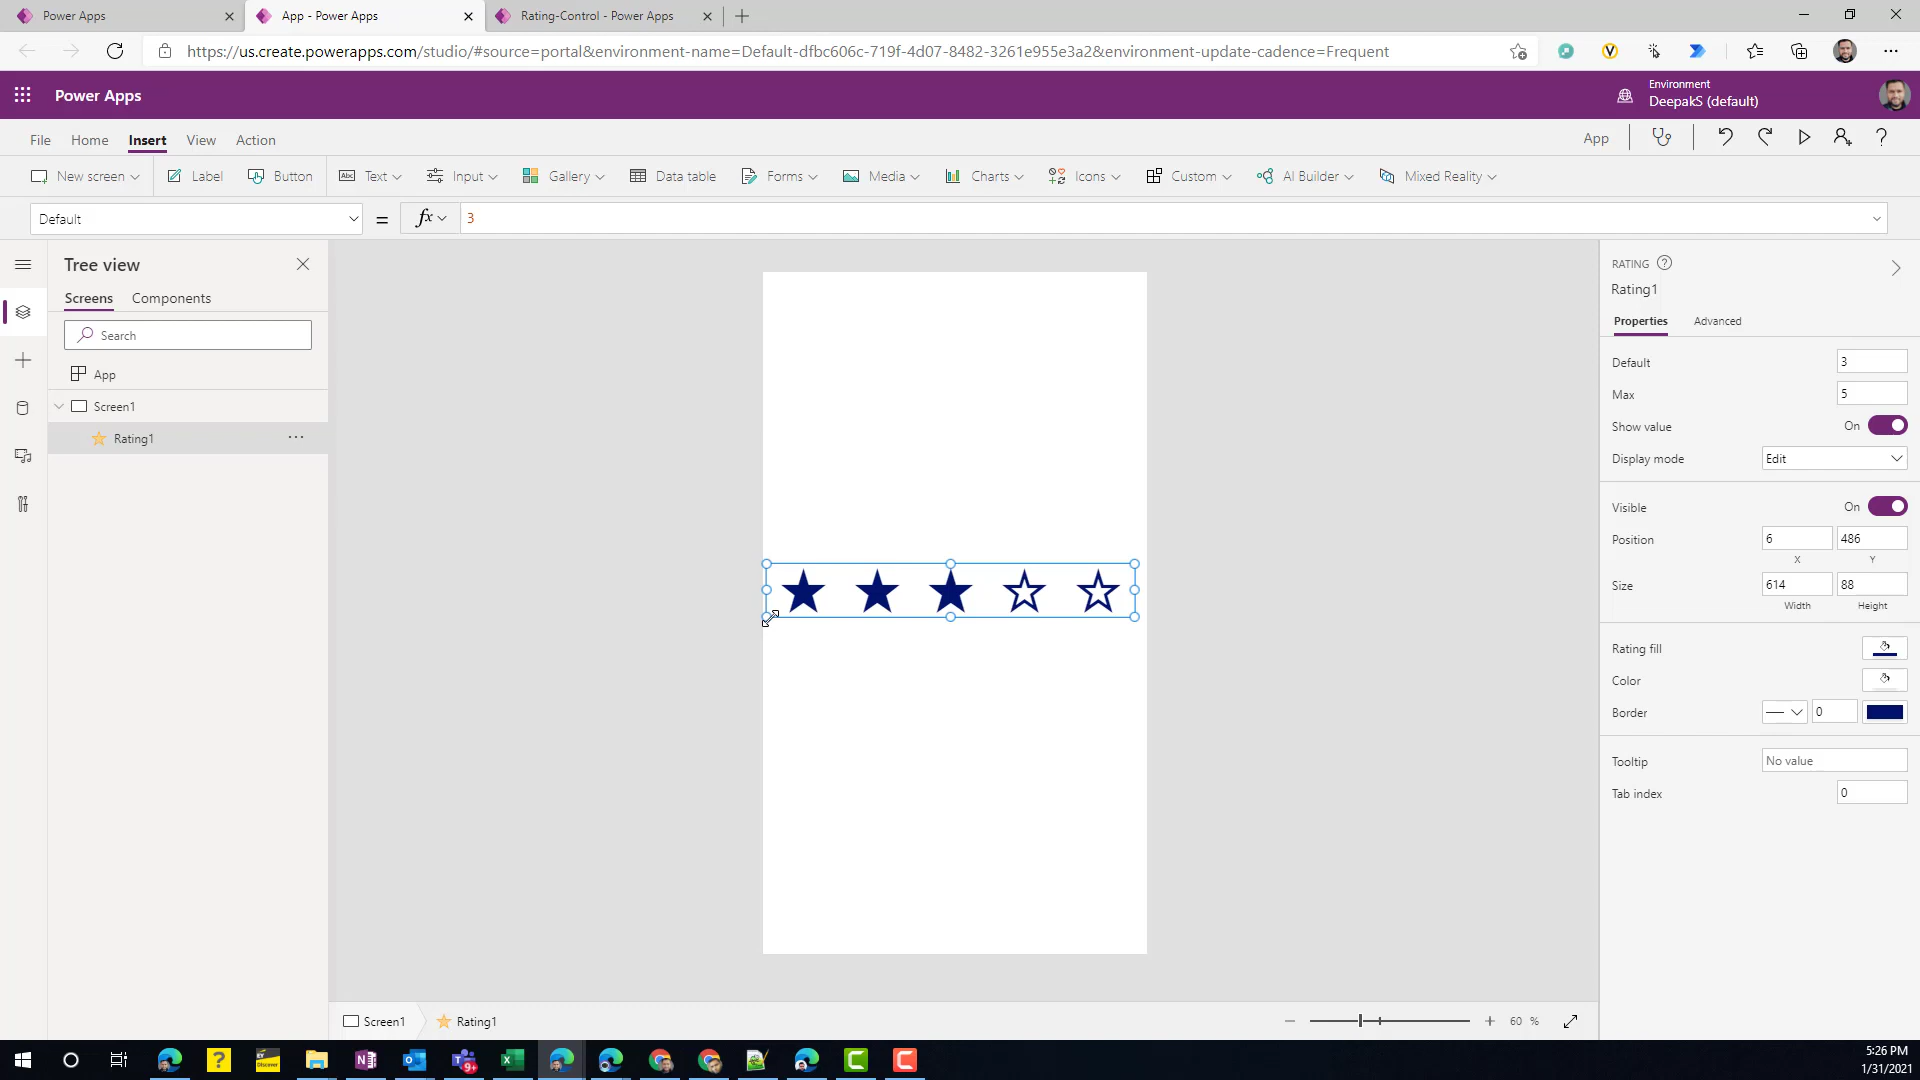 Power Apps
App - Power Apps
Rating-Control - Power Apps
https://us.create.powerapps.com/studio/#source=portal&environment-name=Default-dfbc606c-719f-4d07-8482-3261e955e3a2&environment-update-cadence=Frequent
Power Apps
Environment
DeepakS (default)
File Home Insert View Action
App
New screen Label Button Text Input Gallery Data table Forms Media Charts Icons Custom AI Builder Mixed Reality
Default = fx 3
Tree view
Screens Components
Search
App
Screen1
Rating1
RATING
Rating1
Properties Advanced
Default 3
Max 5
Show value On
Display mode Edit
Visible On
Position 6 486
X Y
Size 614 88
Width Height
Rating fill
Color
Border 0
Tooltip No value
Tab index 0
Screen1 Rating1
60 %
5:26 PM
1/31/2021